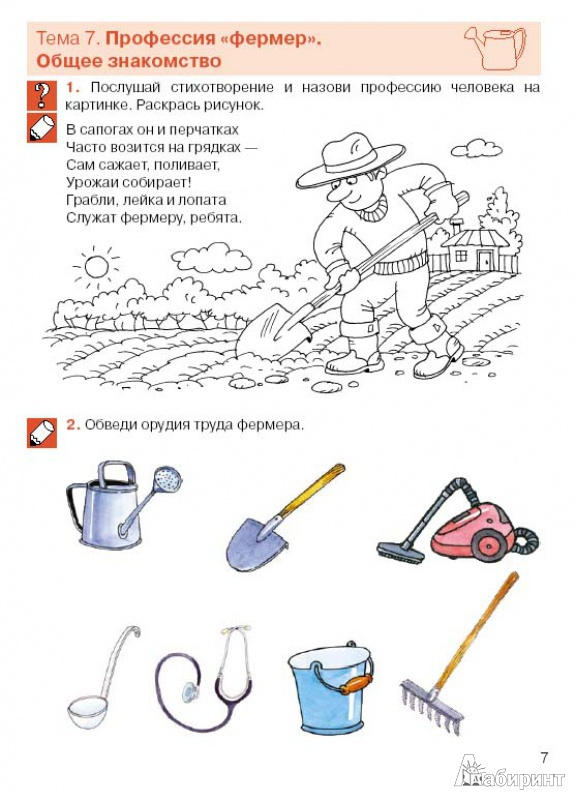 Тема 7. Профессия «фермер».
Общее знакомство
1. Послушай стихотворение и назови профессию человека на
картинке. Раскрась рисунок.
В сапогах он и перчатках
Часто возится на грядках —
Сам сажает, поливает,
Урожаи собирает!
Грабли, лейка и лопата
Служат фермеру, ребята.
2. Обведи орудия труда фермера.
7
Лабиринт